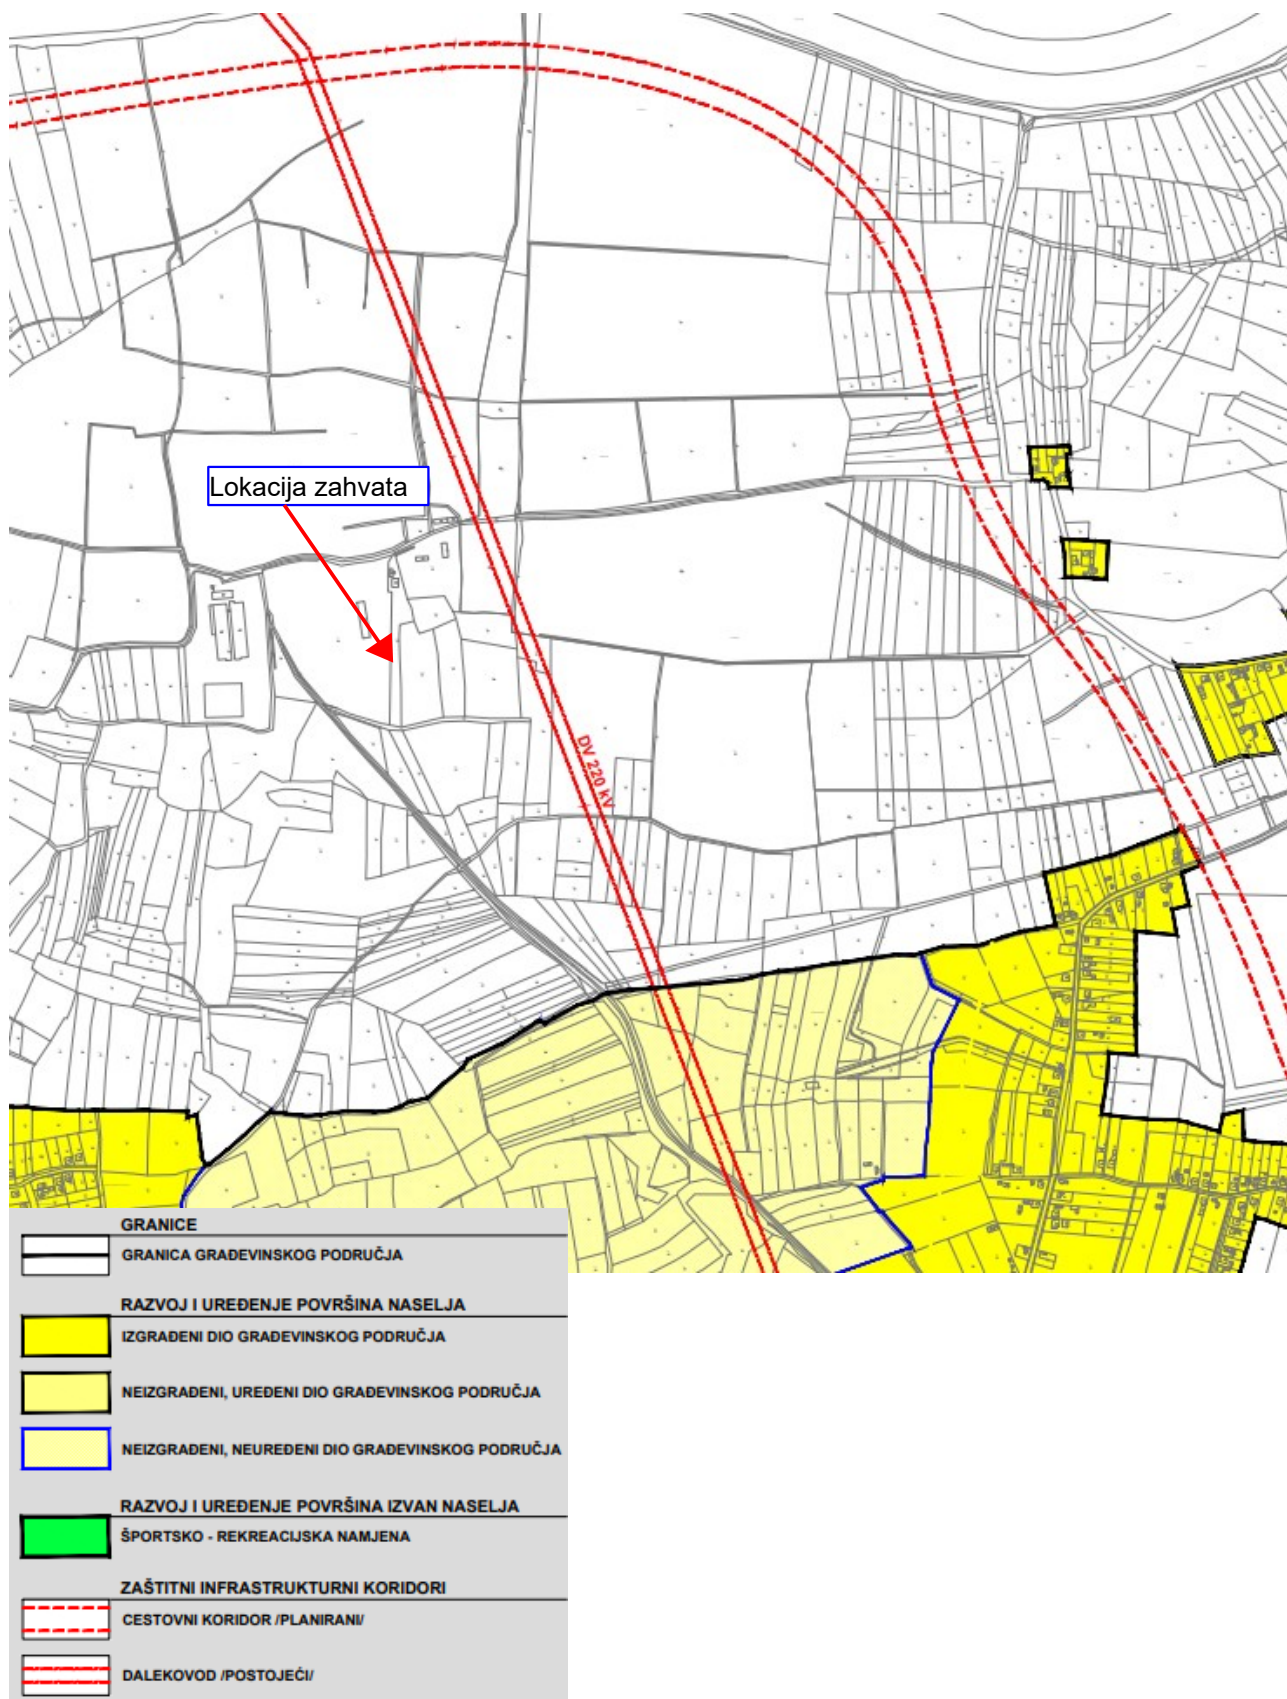 Lokacija zahvata
DV 220 kV
GRANICE
GRANICA GRAĐEVINSKOG PODRUČJA
RAZVOJ I UREĐENJE POVRŠINA NASELJA
IZGRAĐENI DIO GRAĐEVINSKOG PODRUČJA
NEIZGRAĐENI, UREĐENI DIO GRAĐEVINSKOG PODRUČJA
NEIZGRAĐENI, NEUREĐENI DIO GRAĐEVINSKOG PODRUČJA
RAZVOJ I UREĐENJE POVRŠINA IZVAN NASELJA
ŠPORTSKO - REKREACIJSKA NAMJENA
ZAŠTITNI INFRASTRUKTURNI KORIDORI
CESTOVNI KORIDOR /PLANIRANI/
DALEKOVOD /POSTOJEĆI/